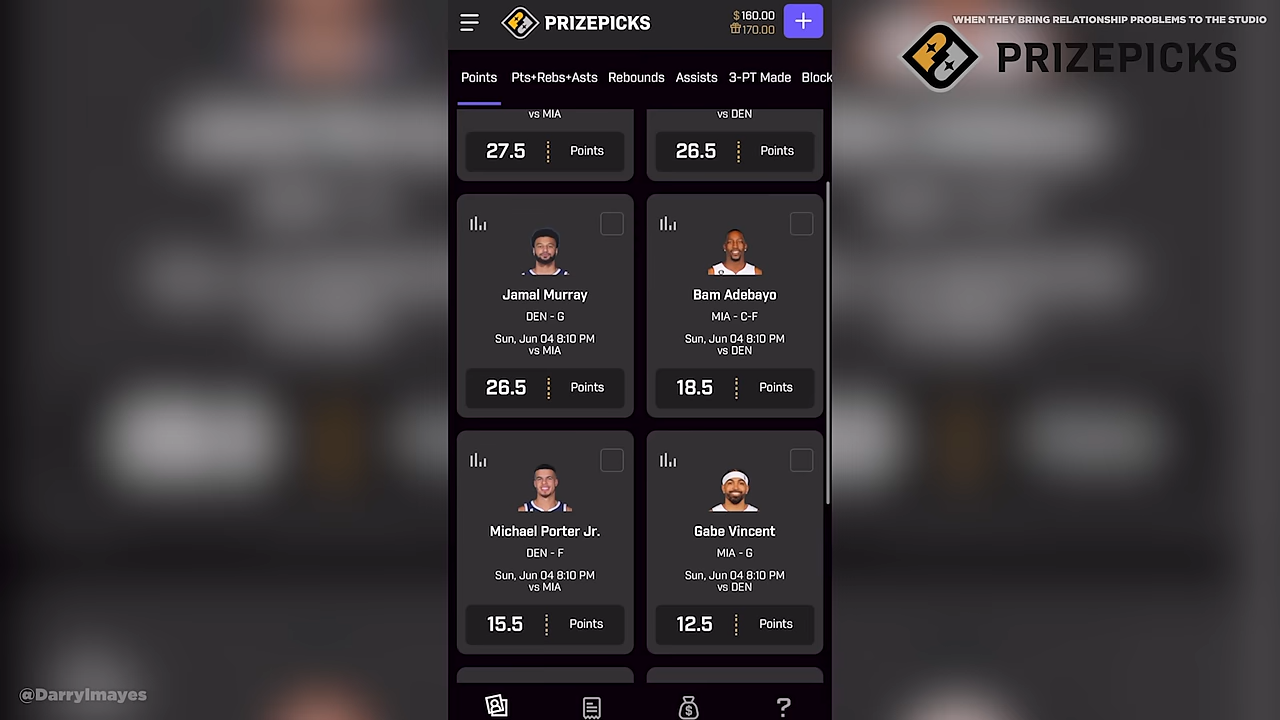 WHEN THEY BRING RELATIONSHIP PROBLEMS TO THE STUDIO
PRIZEPICKS
PRIZEPICKS
$160.00
170.00
Points Pts+Rebs+Asts Rebounds Assists 3-PT Made Block
vs MIA
27.5 Points
vs DEN
26.5 Points
Jamal Murray
DEN - G
Sun, Jun 04 8:10 PM
vs MIA
26.5 Points
Bam Adebayo
MIA - C-F
Sun, Jun 04 8:10 PM
vs DEN
18.5 Points
Michael Porter Jr.
DEN - F
Sun, Jun 04 8:10 PM
vs MIA
15.5 Points
Gabe Vincent
MIA - G
Sun, Jun 04 8:10 PM
vs DEN
12.5 Points
@Darrylmayes